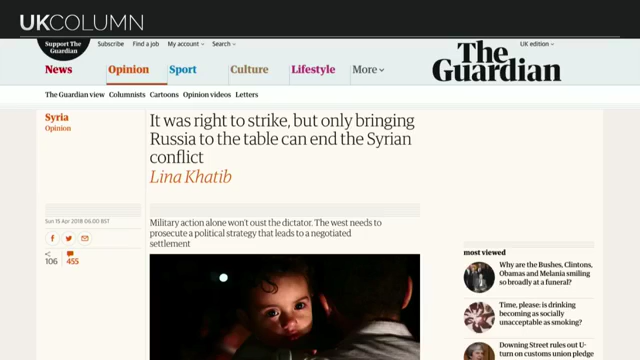 UKCOLUMN
Support The
Guardian
Subscribe Find a job My account Search
UK edition
The
Guardian
News Opinion Sport Culture Lifestyle More
The Guardian view Columnists Cartoons Opinion videos Letters
Syria
Opinion
It was right to strike, but only bringing
Russia to the table can end the Syrian
conflict
Lina Khatib
Sun 15 Apr 2018 06.00 BST
106 455
Military action alone won't oust the dictator. The west needs to
prosecute a political strategy that leads to a negotiated
settlement
most viewed
Why are the Bushes, Clintons,
Obamas and Melania smiling
so broadly at a funeral?
Time, please: is drinking
becoming as socially
unacceptable as smoking?
Downing Street rules out U-
turn on customs union pledge